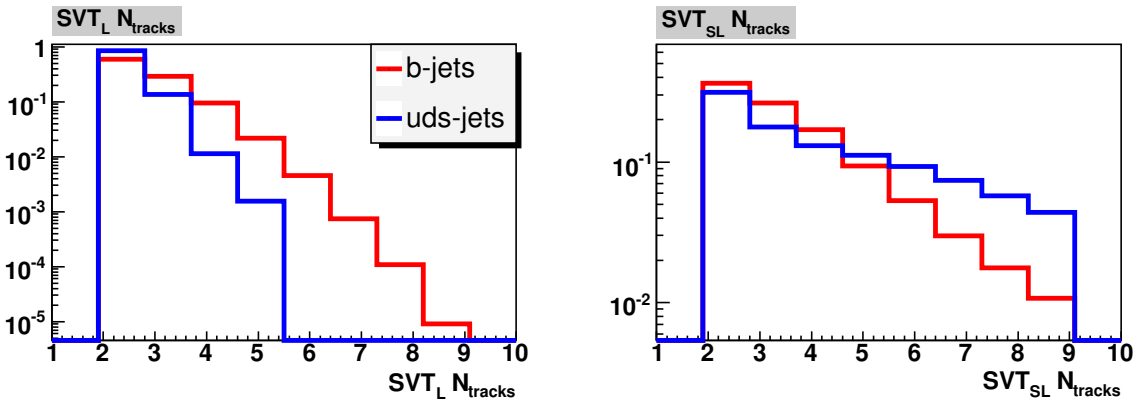 SVT_L N_tracks
1
10^-1
10^-2
10^-3
10^-4
10^-5
b-jets
uds-jets
1 2 3 4 5 6 7 8 9 10
SVT_L N_tracks
SVT_SL N_tracks
10^-1
10^-2
1 2 3 4 5 6 7 8 9 10
SVT_SL N_tracks